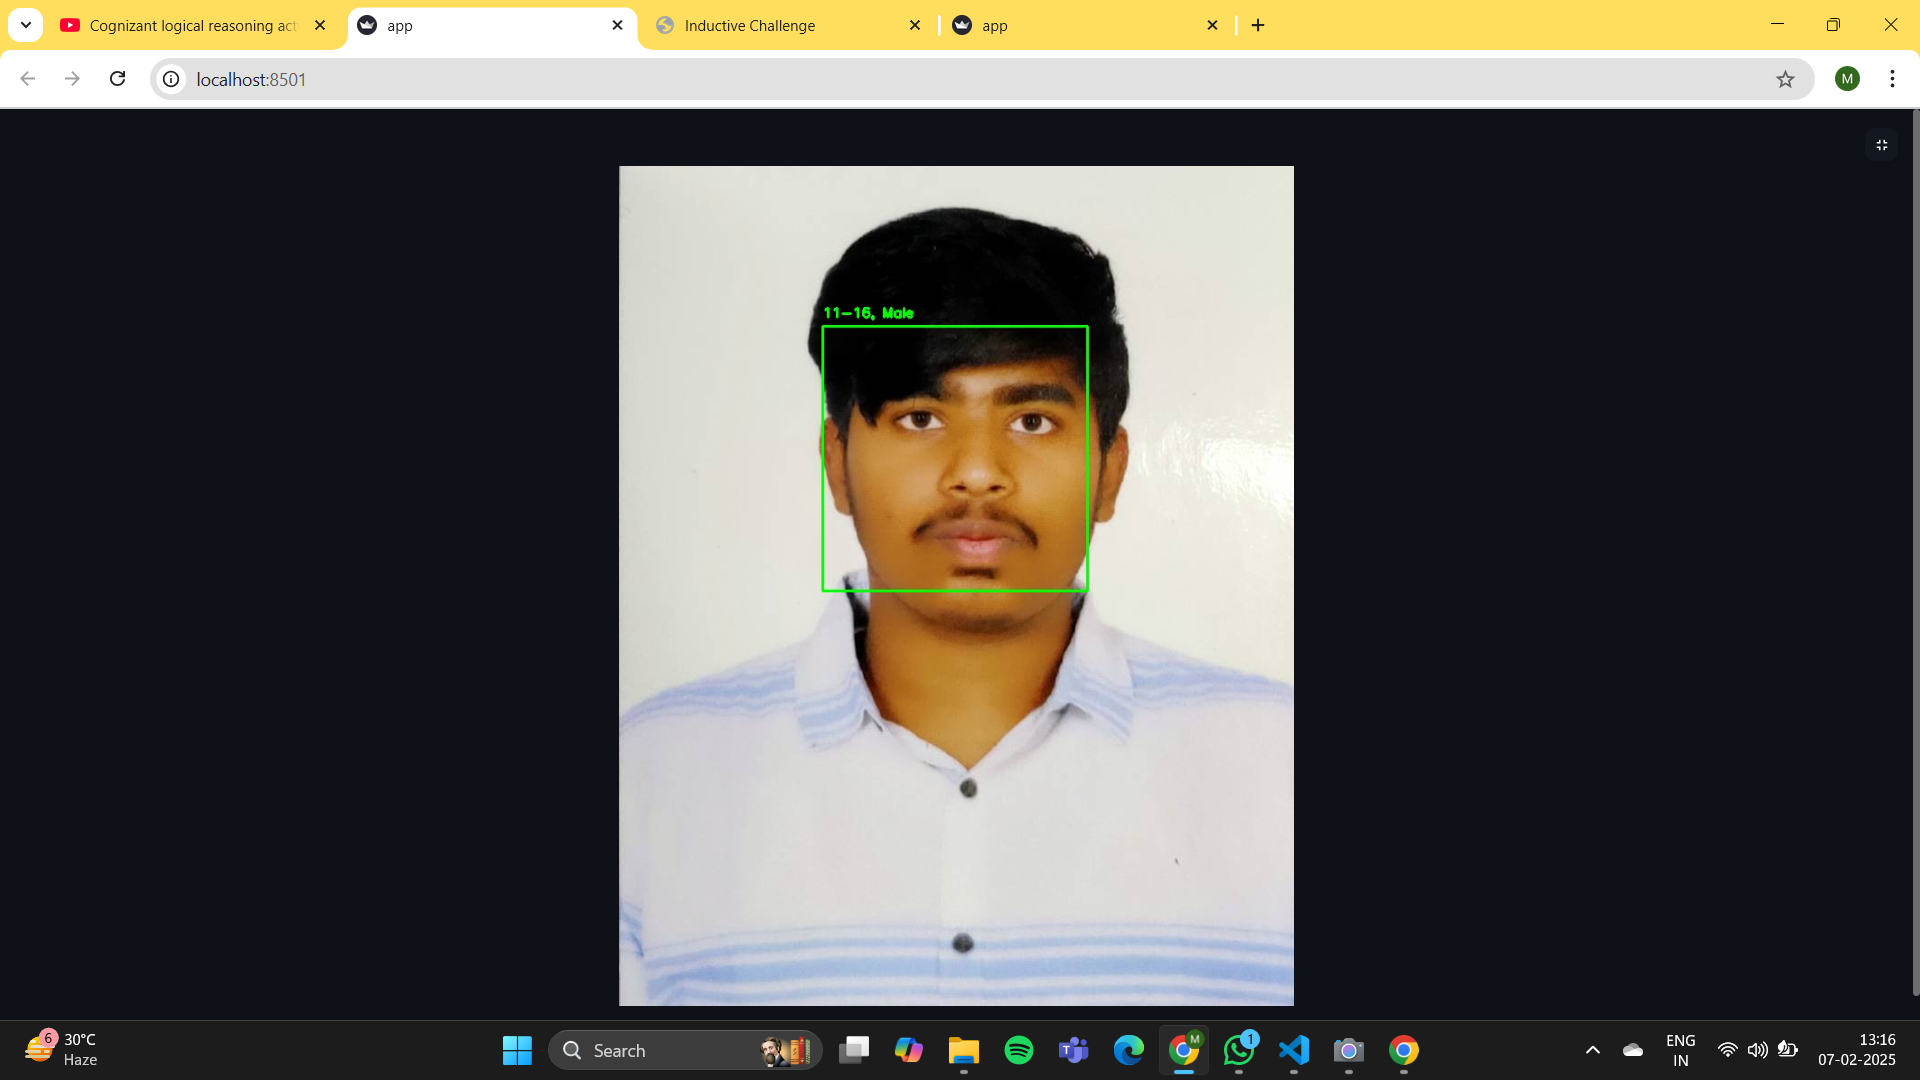 Cognizant logical reasoning act
app
Inductive Challenge
app
localhost:8501
M
11-16, Male
6
30°C
Haze
Search
M
1
ENG
IN
13:16
07-02-2025